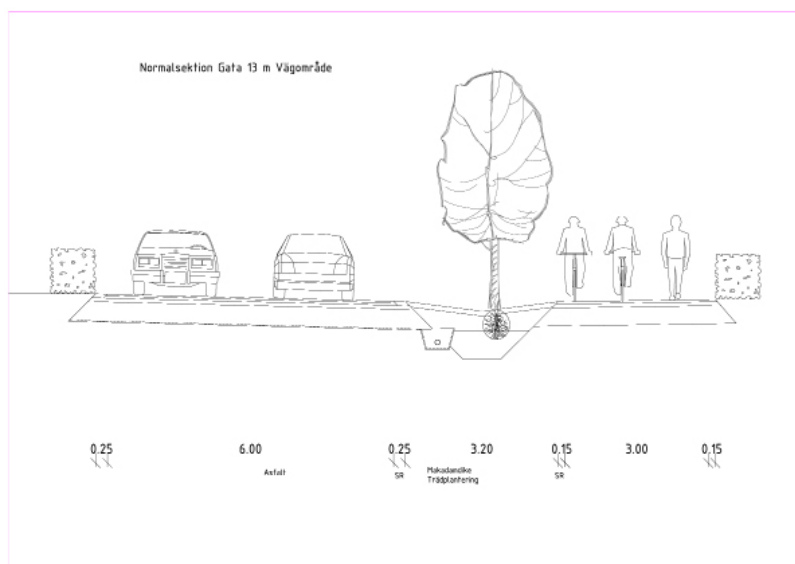 Normalsektion Gata 13 m Vägområde
0.25 6.00 0.25 3.20 0.15 3.00 0.15
Asfalt SR Makadamdike SR
Trädplantering